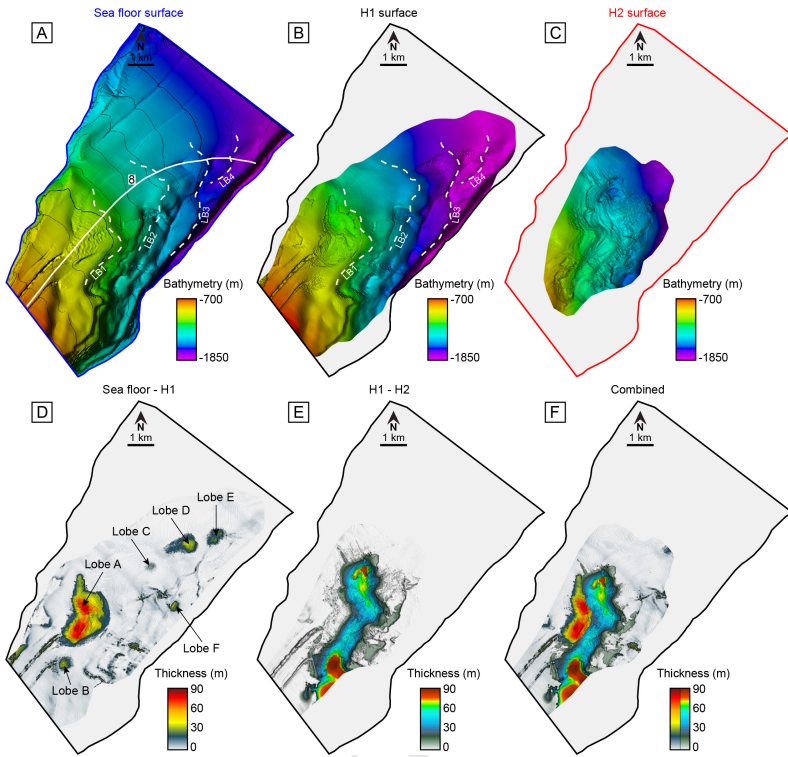 Sea floor surface
H1 surface
H2 surface
A
B
C
N
1 km
N
1 km
N
1 km
8
LB1
LB2
LB3
LB4
LB1
LB2
LB3
LB4
Bathymetry (m)
-700
-1850
Bathymetry (m)
-700
-1850
Bathymetry (m)
-700
-1850
Sea floor - H1
H1 - H2
Combined
D
E
F
N
1 km
N
1 km
N
1 km
Lobe E
Lobe D
Lobe C
Lobe A
Lobe F
Lobe B
Thickness (m)
90
60
30
0
Thickness (m)
90
60
30
0
Thickness (m)
90
60
30
0